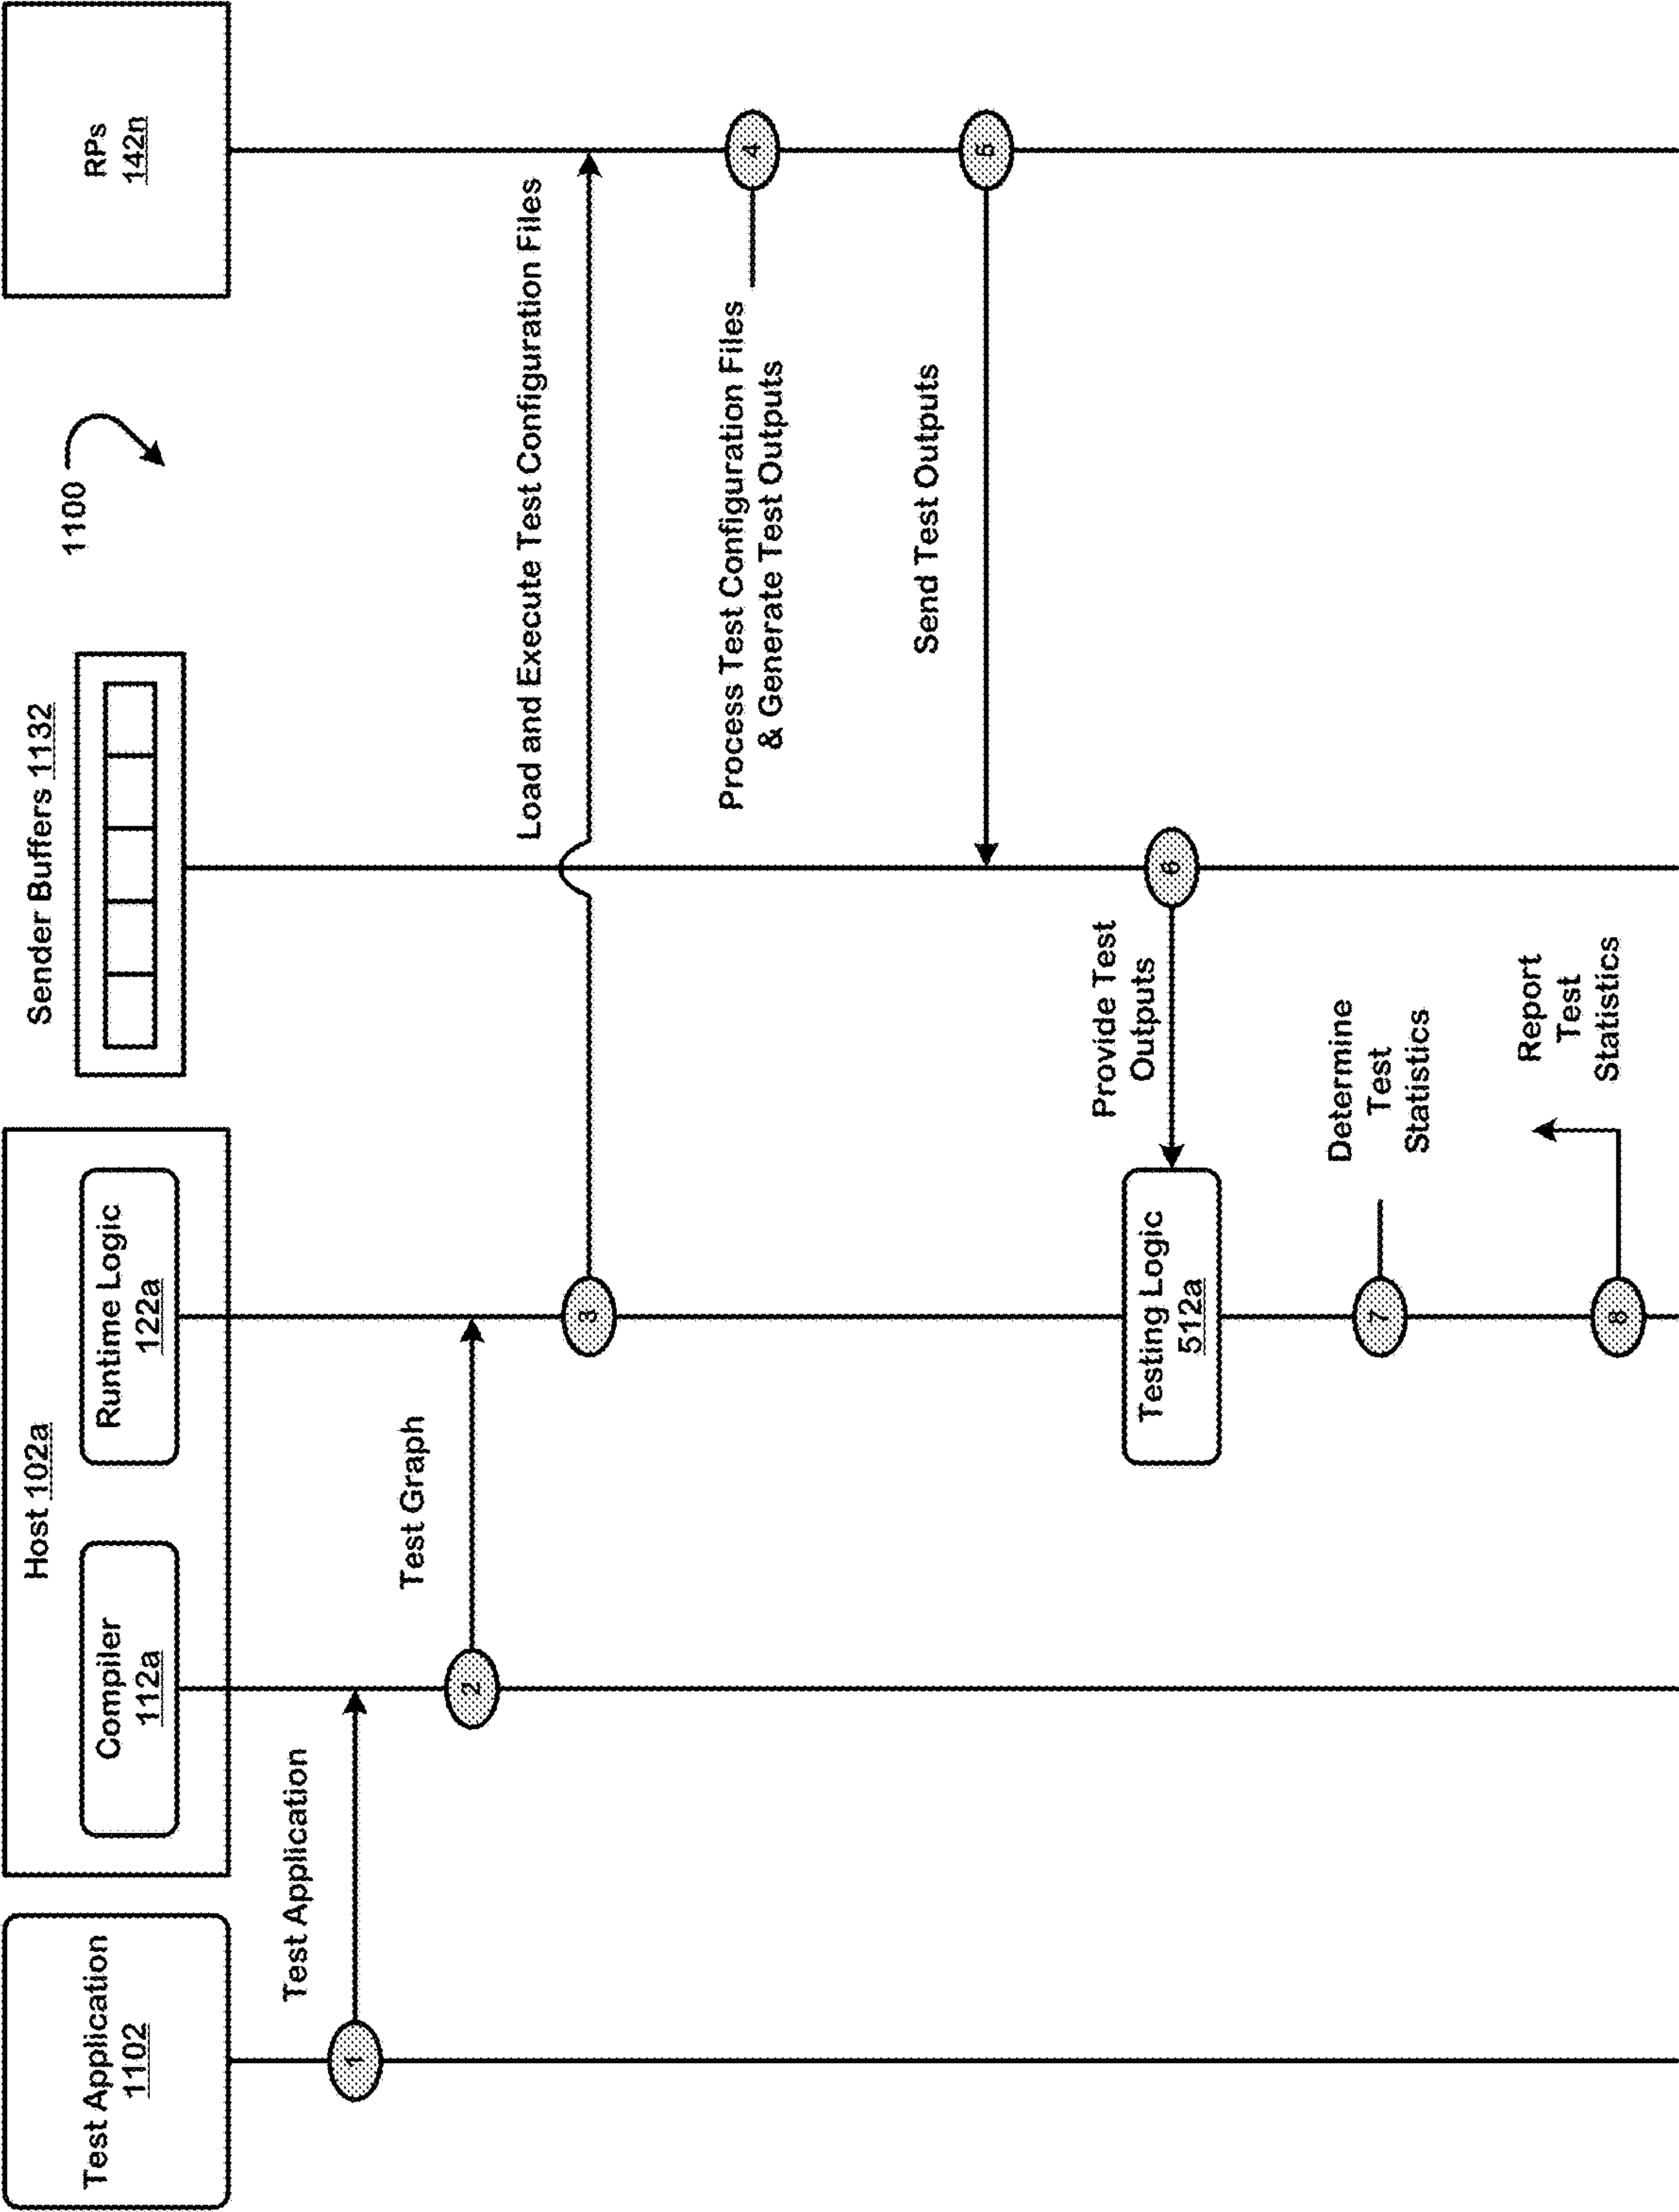 Test Application
1102
Host 102a
Compiler
112a
Runtime Logic
122a
Sender Buffers 1132
1100
RPs
142n
1
Test Application
2
Test Graph
3
Load and Execute Test Configuration Files
4
Process Test Configuration Files
& Generate Test Outputs
5
Send Test Outputs
6
Provide Test
Outputs
Testing Logic
512a
7
Determine
Test
Statistics
8
Report
Test
Statistics